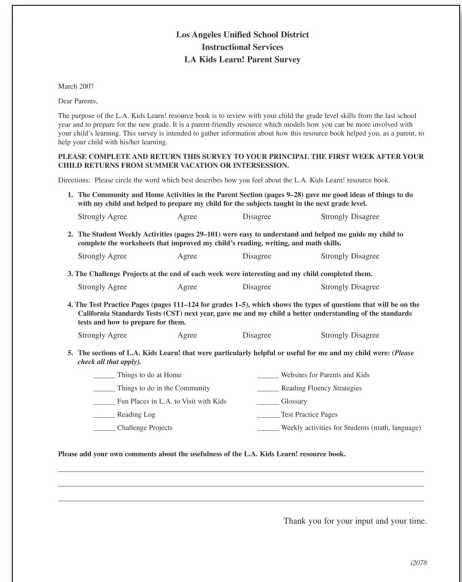 Los Angeles Unified School District
Instructional Services
LA Kids Learn! Parent Survey
March 2007
Dear Parents,
The purpose of the L.A. Kids Learn! resource book is to review with your child the grade level skills from the last school
year and to prepare for the new grade. It is a parent-friendly resource which models how you can be more involved with
your child's learning. This survey is intended to gather information about how this resource book helped you, as a parent, to
help your child with his/her learning.
PLEASE COMPLETE AND RETURN THIS SURVEY TO YOUR PRINCIPAL THE FIRST WEEK AFTER YOUR
CHILD RETURNS FROM SUMMER VACATION OR INTERSESSION.
Directions: Please circle the word which best describes how you feel about the L.A. Kids Learn! resource book.
1. The Community and Home Activities in the Parent Section (pages 9–28) gave me good ideas of things to do
with my child and helped to prepare my child for the subjects taught in the next grade level.
Strongly Agree Agree Disagree Strongly Disagree
2. The Student Weekly Activities (pages 29–101) were easy to understand and helped me guide my child to
complete the worksheets that improved my child's reading, writing, and math skills.
Strongly Agree Agree Disagree Strongly Disagree
3. The Challenge Projects at the end of each week were interesting and my child completed them.
Strongly Agree Agree Disagree Strongly Disagree
4. The Test Practice Pages (pages 111–124 for grades 1–5), which shows the types of questions that will be on the
California Standards Tests (CST) next year, gave me and my child a better understanding of the standards
tests and how to prepare for them.
Strongly Agree Agree Disagree Strongly Disagree
5. The sections of L.A. Kids Learn! that were particularly helpful or useful for me and my child were: (Please
check all that apply).
______ Things to do at Home ______ Websites for Parents and Kids
______ Things to do in the Community ______ Reading Fluency Strategies
______ Fun Places in L.A. to Visit with Kids ______ Glossary
______ Reading Log ______ Test Practice Pages
______ Challenge Projects ______ Weekly activities for Students (math, language)
Please add your own comments about the usefulness of the L.A. Kids Learn! resource book.
Thank you for your input and your time.
i2078